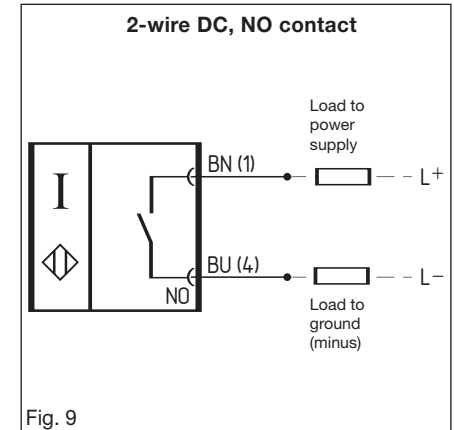 2-wire DC, NO contact
Load to
power
supply
BN (1)
L+
I
BU (4)
L−
NO
Load to
ground
(minus)
Fig. 9